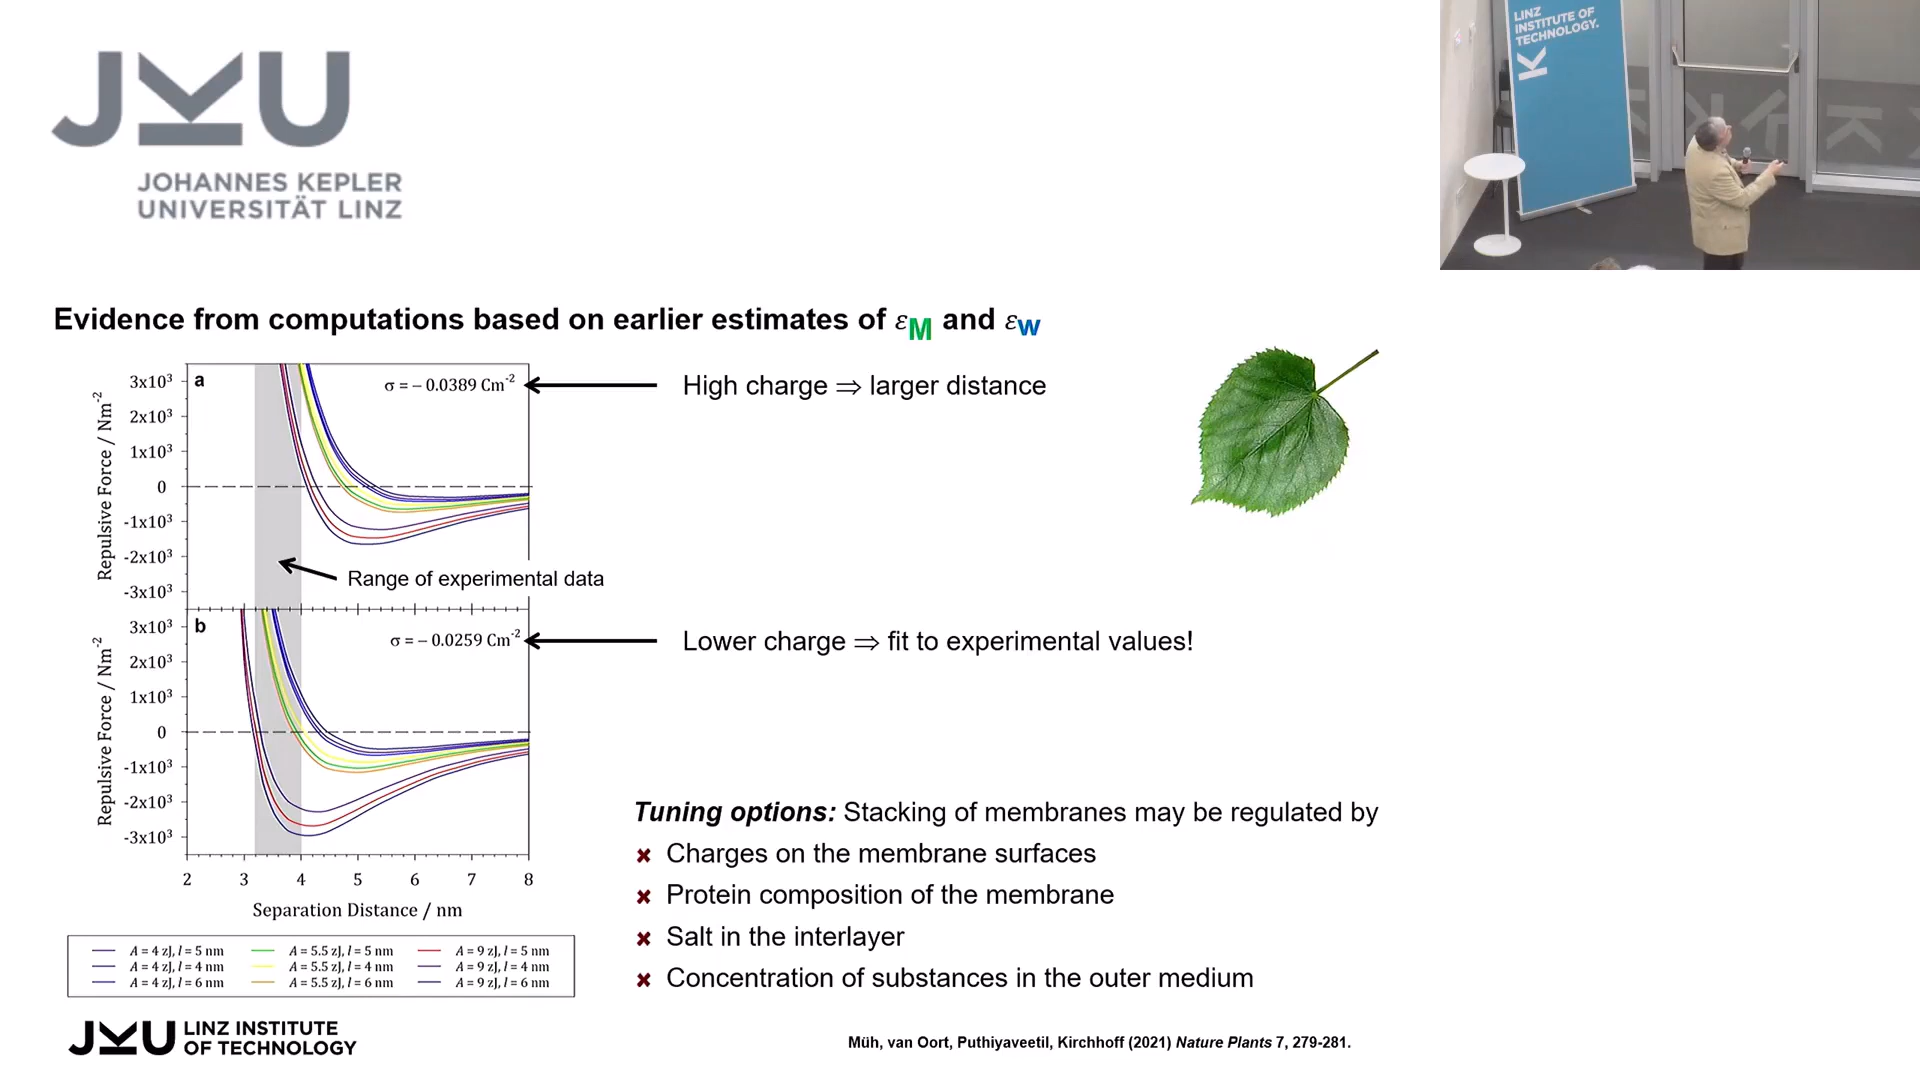 JKU
JOHANNES KEPLER
UNIVERSITÄT LINZ
LINZ
INSTITUTE OF
TECHNOLOGY.
Evidence from computations based on earlier estimates of εM and εw
a
σ = – 0.0389 Cm-2
High charge ⇒ larger distance
Repulsive Force / Nm-2
3x10³
2x10³
1x10³
0
-1x10³
-2x10³
-3x10³
Range of experimental data
b
σ = – 0.0259 Cm-2
Lower charge ⇒ fit to experimental values!
Repulsive Force / Nm-2
3x10³
2x10³
1x10³
0
-1x10³
-2x10³
-3x10³
2 3 4 5 6 7 8
Separation Distance / nm
A = 4 zJ, l = 5 nm A = 5.5 zJ, l = 5 nm A = 9 zJ, l = 5 nm
A = 4 zJ, l = 4 nm A = 5.5 zJ, l = 4 nm A = 9 zJ, l = 4 nm
A = 4 zJ, l = 6 nm A = 5.5 zJ, l = 6 nm A = 9 zJ, l = 6 nm
Tuning options: Stacking of membranes may be regulated by
Charges on the membrane surfaces
Protein composition of the membrane
Salt in the interlayer
Concentration of substances in the outer medium
JKU LINZ INSTITUTE
OF TECHNOLOGY
Müh, van Oort, Puthiyaveetil, Kirchhoff (2021) Nature Plants 7, 279-281.